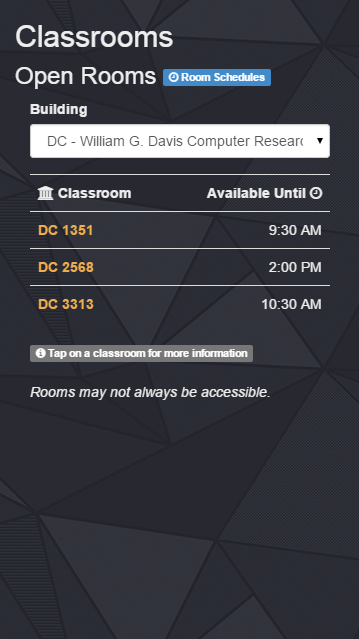 Classrooms
Open Rooms Room Schedules
Building
DC - William G. Davis Computer Researc
Classroom Available Until
DC 1351 9:30 AM
DC 2568 2:00 PM
DC 3313 10:30 AM
Tap on a classroom for more information
Rooms may not always be accessible.